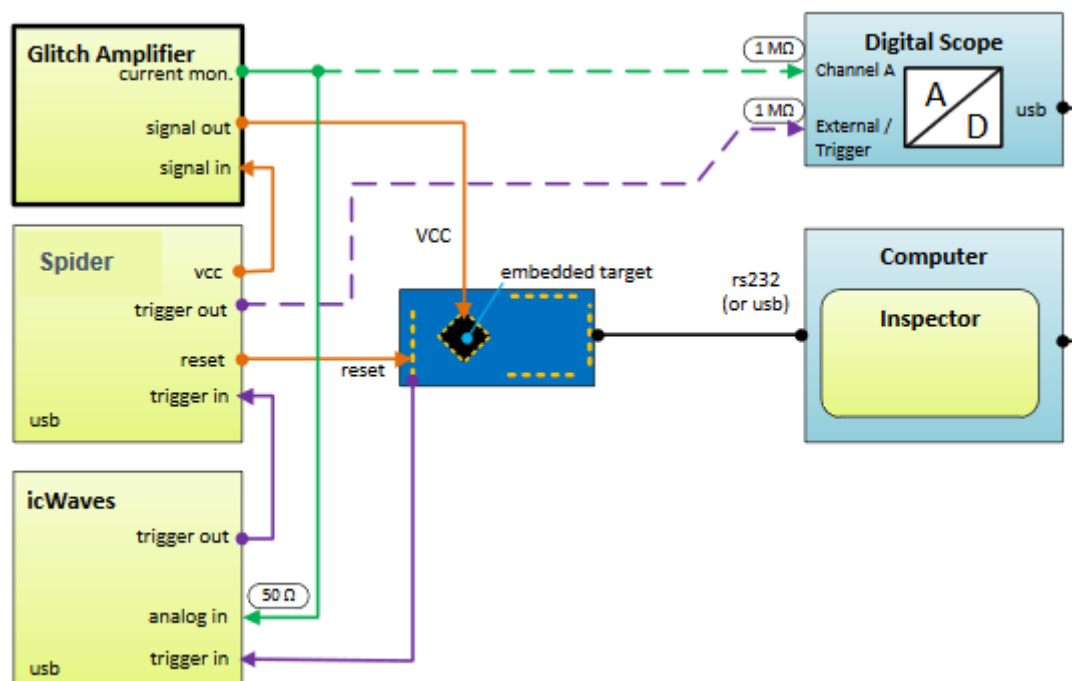 Glitch Amplifier
current mon.
signal out
signal in
1 MΩ
Digital Scope
Channel A
1 MΩ
External /
Trigger
A
D
usb
Spider
vcc
trigger out
reset
trigger in
usb
VCC
embedded target
reset
rs232
(or usb)
Computer
Inspector
icWaves
trigger out
50 Ω
analog in
trigger in
usb